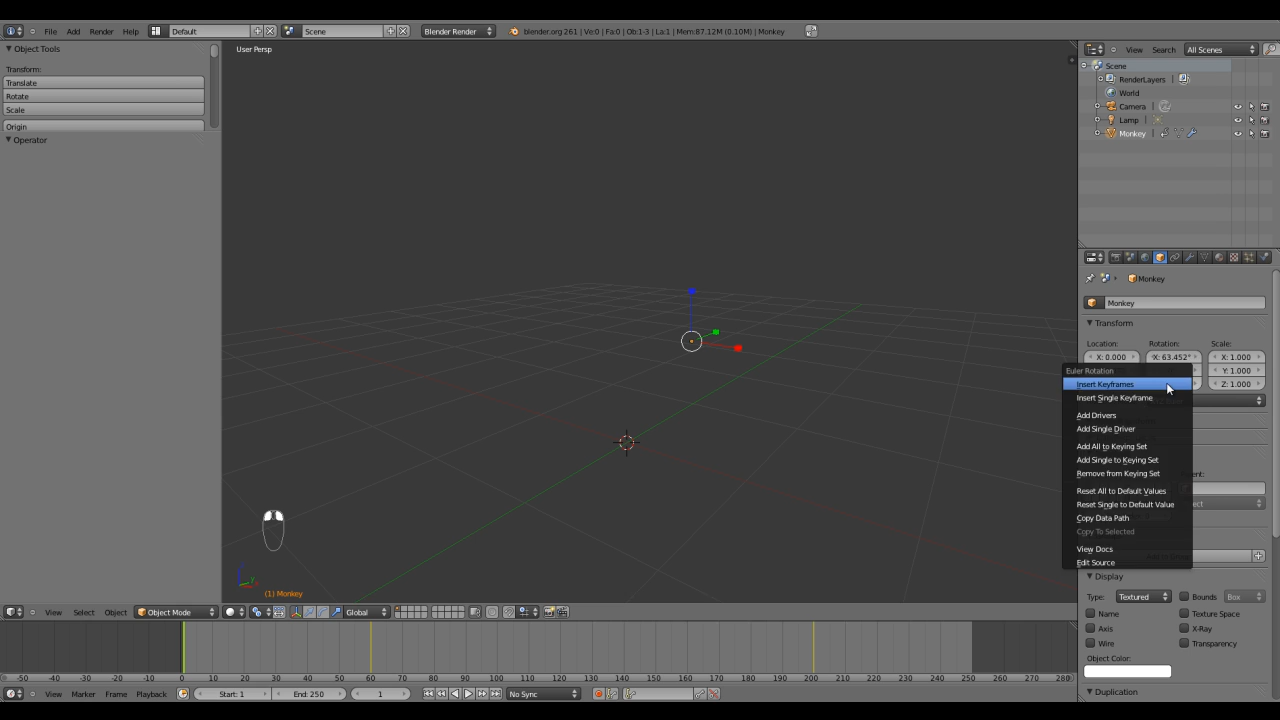 File Add Render Help Default Scene Blender Render blender.org 261 | Ve:0 | Fa:0 | Ob:1-3 | La:1 | Mem:87.12M (0.10M) | Monkey
Object Tools
Transform:
Translate
Rotate
Scale
Origin
Operator
User Persp
(1) Monkey
View Search All Scenes
Scene
RenderLayers
World
Camera
Lamp
Monkey
Monkey
Monkey
Transform
Location: Rotation: Scale:
X: 0.000 X: 63.452° X: 1.000
Y: 1.000
Z: 1.000
Euler Rotation
Insert Keyframes
Insert Single Keyframe
Add Drivers
Add Single Driver
Add All to Keying Set
Add Single to Keying Set
Remove from Keying Set
Reset All to Default Values
Reset Single to Default Value
Copy Data Path
Copy To Selected
View Docs
Edit Source
Display
Type: Textured Bounds Box
Name Texture Space
Axis X-Ray
Wire Transparency
Object Color:
Duplication
View Select Object Object Mode Global
-50 -40 -30 -20 -10 0 10 20 30 40 50 60 70 80 90 100 110 120 130 140 150 160 170 180 190 200 210 220 230 240 250 260 270 280
View Marker Frame Playback Start: 1 End: 250 1 No Sync